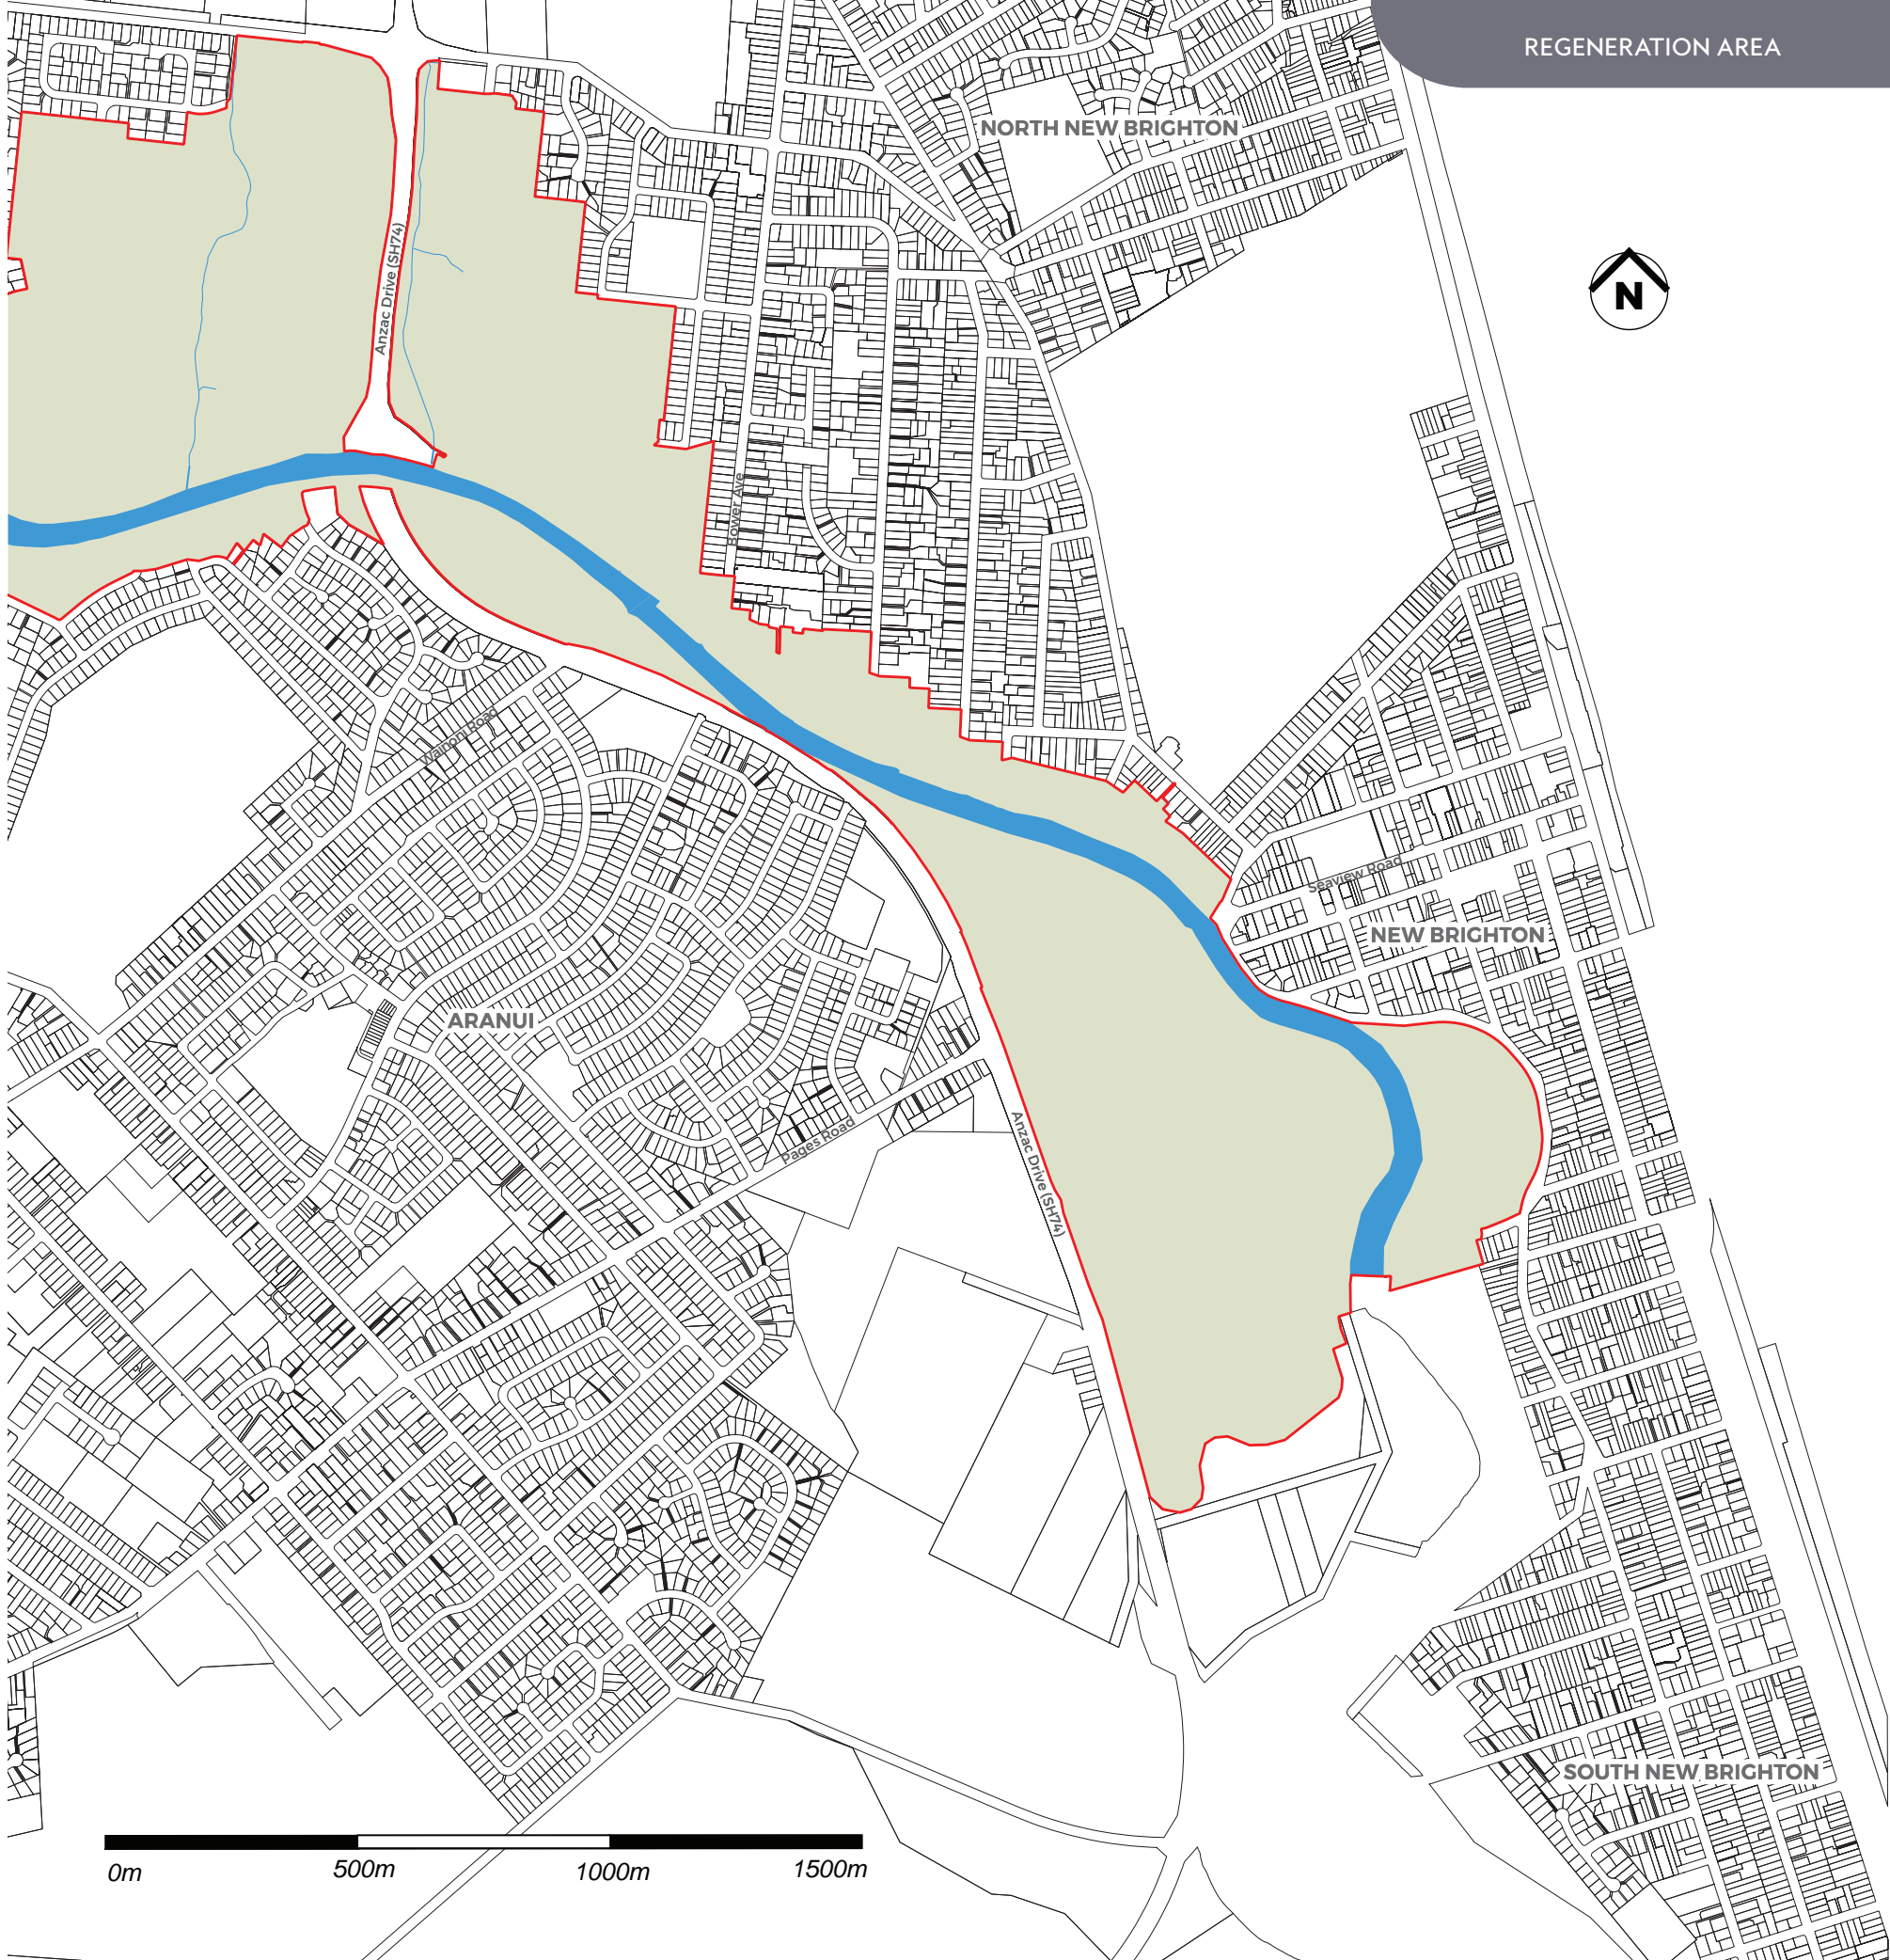 REGENERATION AREA
NORTH NEW BRIGHTON
N
Anzac Drive (SH74)
Bower Ave
Wainoni Road
Seaview Road
NEW BRIGHTON
ARANUI
Pages Road
Anzac Drive (SH74)
SOUTH NEW BRIGHTON
0m 500m 1000m 1500m